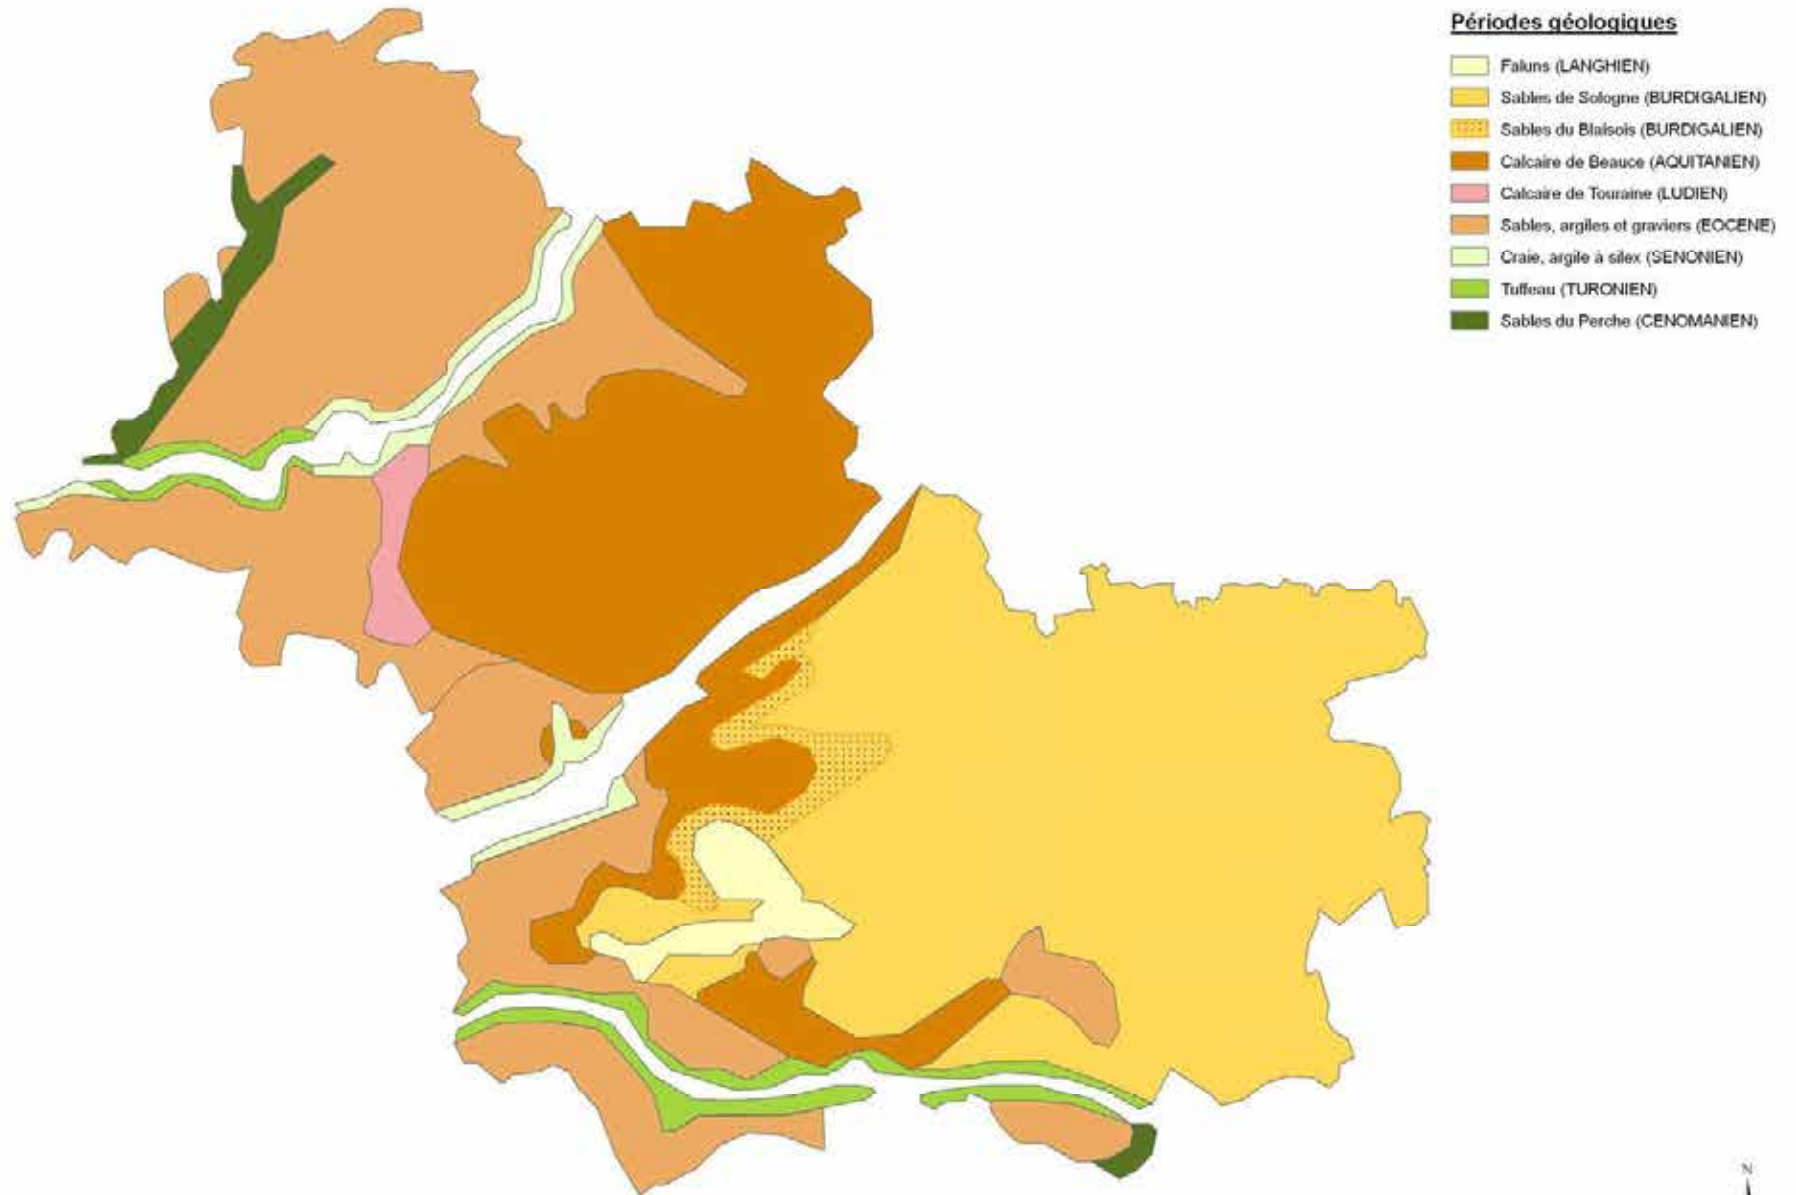 Périodes géologiques
Faluns (LANGHIEN)
Sables de Sologne (BURDIGALIEN)
Sables du Blaisois (BURDIGALIEN)
Calcaire de Beauce (AQUITANIEN)
Calcaire de Touraine (LUDIEN)
Sables, argiles et graviers (EOCENE)
Craie, argile à silex (SENONIEN)
Tuffeau (TURONIEN)
Sables du Perche (CENOMANIEN)
N